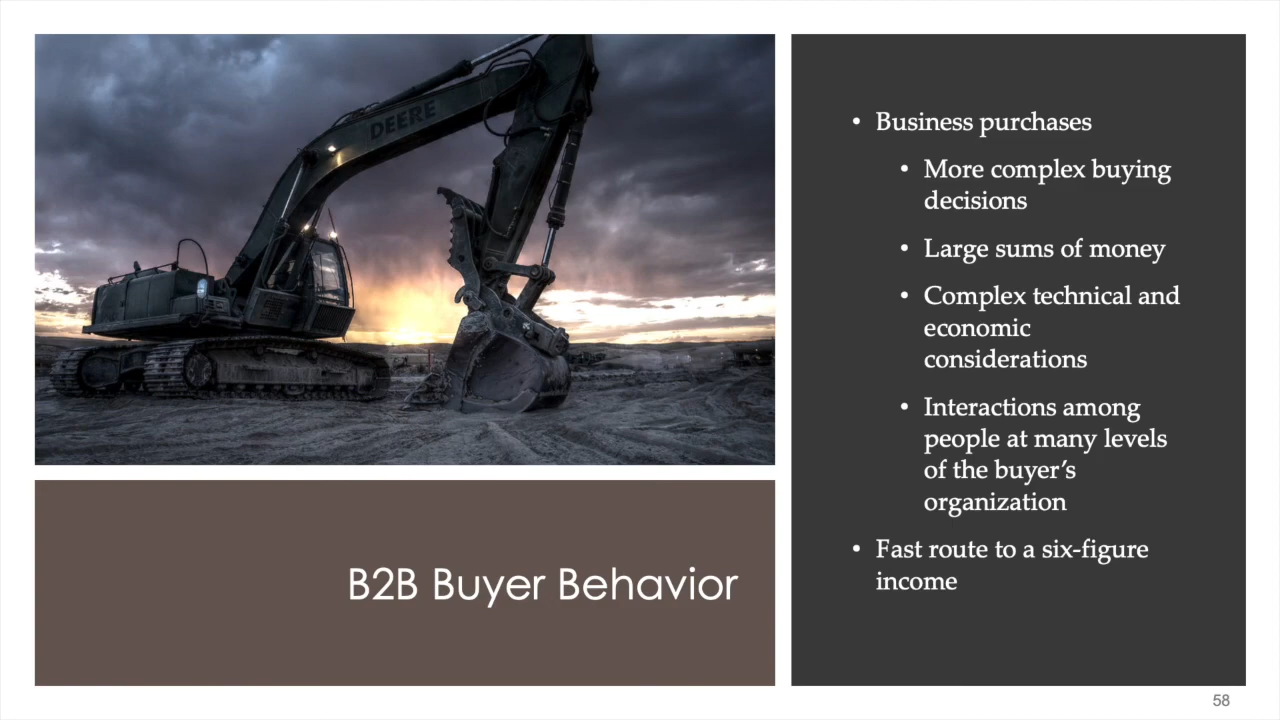 DEERE
B2B Buyer Behavior
• Business purchases
• More complex buying
decisions
• Large sums of money
• Complex technical and
economic
considerations
• Interactions among
people at many levels
of the buyer’s
organization
• Fast route to a six-figure
income
58